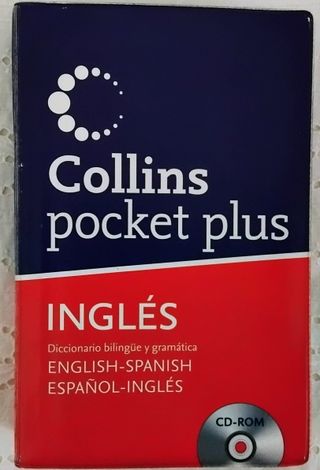 Collins
pocket plus
INGLÉS
Diccionario bilingüe y gramática
ENGLISH-SPANISH
ESPAÑOL-INGLÉS
CD-ROM